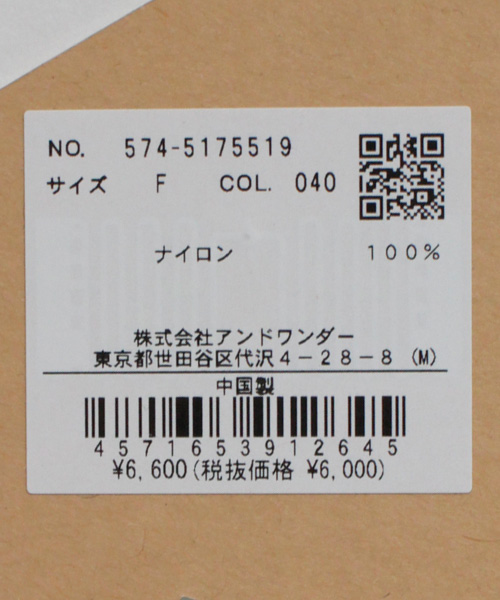 NO. 574-5175519
サイズ F COL. 040
ナイロン 100%
株式会社アンドワンダー
東京都世田谷区代沢4-28-8 (M)
中国製
4571653912645
¥6,600(税抜価格 ¥6,000)